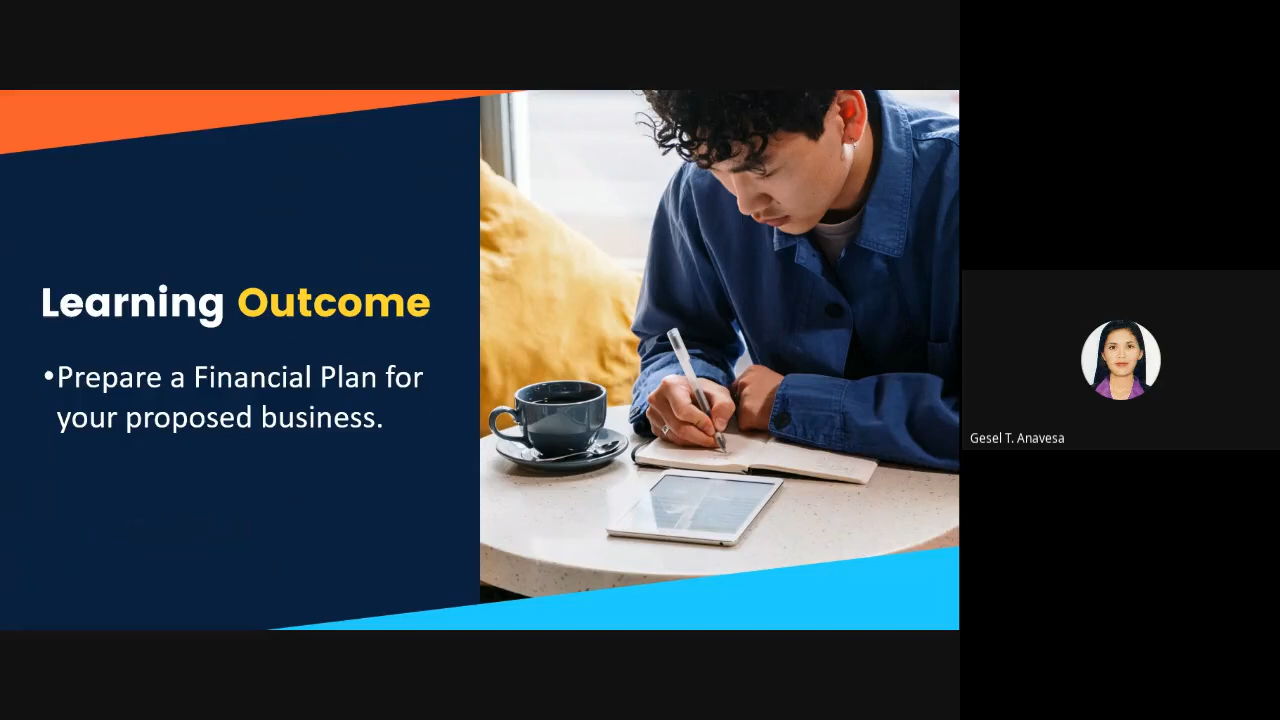 Learning Outcome
•Prepare a Financial Plan for
your proposed business.
Gesel T. Anavesa